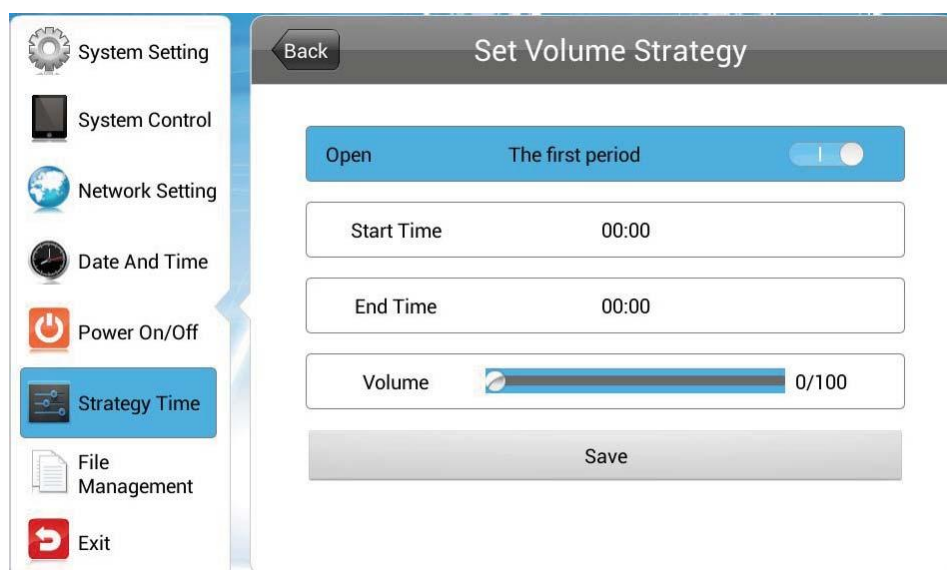 System Setting
System Control
Network Setting
Date And Time
Power On/Off
Strategy Time
File
Management
Exit
Back
Set Volume Strategy
Open The first period
Start Time 00:00
End Time 00:00
Volume 0/100
Save